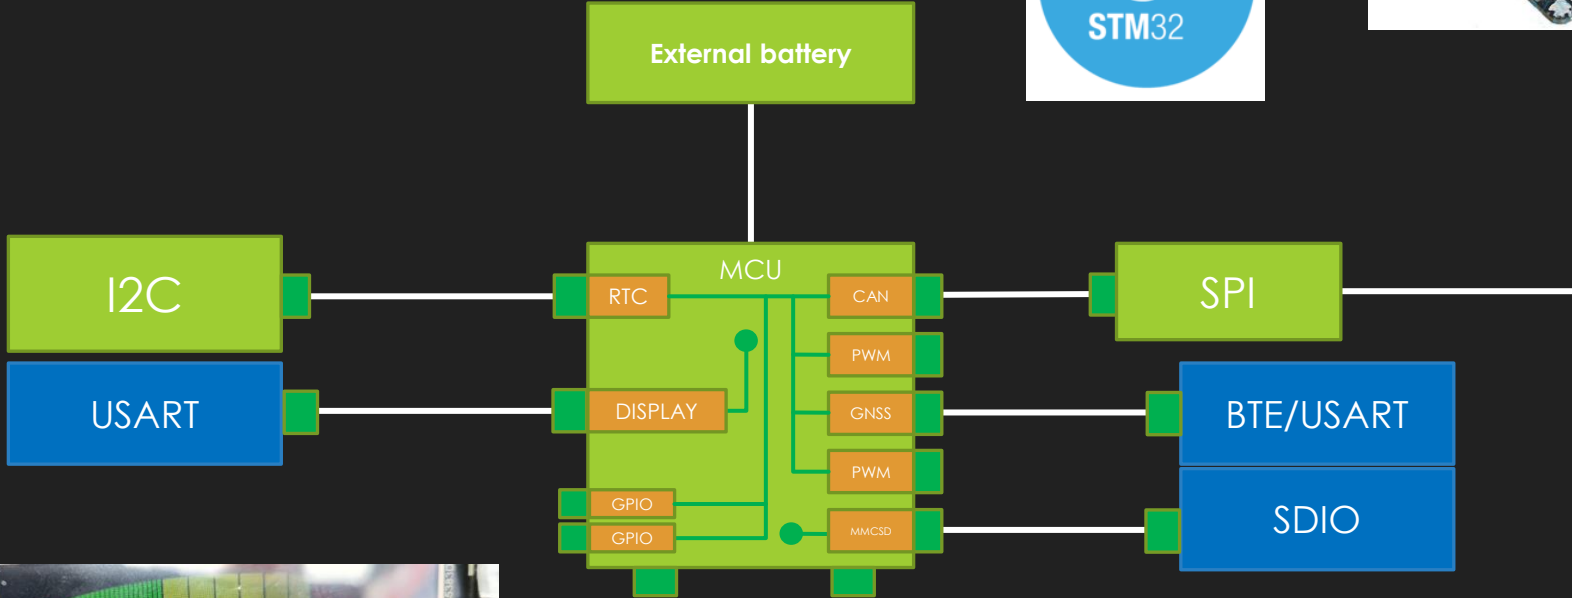 STM32
External battery
MCU
I2C
RTC
CAN
SPI
PWM
USART
DISPLAY
GNSS
BTE/USART
PWM
GPIO
GPIO
MMCSD
SDIO